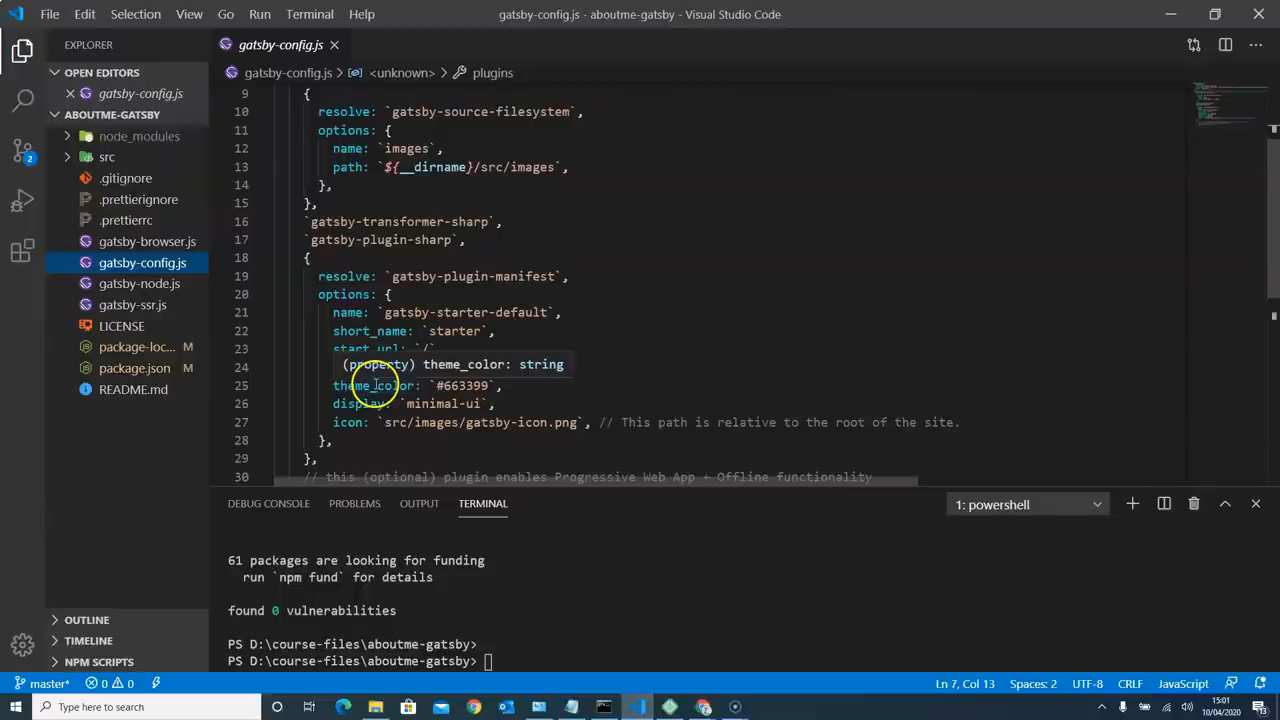 File Edit Selection View Go Run Terminal Help
gatsby-config.js - aboutme-gatsby - Visual Studio Code
EXPLORER
gatsby-config.js
OPEN EDITORS
gatsby-config.js
ABOUTME-GATSBY
node_modules
src
.gitignore
.prettierignore
.prettierrc
gatsby-browser.js
gatsby-config.js
gatsby-node.js
gatsby-ssr.js
LICENSE
package-loc... M
package.json M
README.md
OUTLINE
TIMELINE
NPM SCRIPTS
2
gatsby-config.js > <unknown> > plugins
9 {
10 resolve: `gatsby-source-filesystem`,
11 options: {
12 name: `images`,
13 path: `${__dirname}/src/images`,
14 },
15 },
16 `gatsby-transformer-sharp`,
17 `gatsby-plugin-sharp`,
18 {
19 resolve: `gatsby-plugin-manifest`,
20 options: {
21 name: `gatsby-starter-default`,
22 short_name: `starter`,
23 start_url: `/`
24 (property) theme_color: string
25 theme_color: `#663399`,
26 display: `minimal-ui`,
27 icon: `src/images/gatsby-icon.png`, // This path is relative to the root of the site.
28 },
29 },
30 // this (optional) plugin enables Progressive Web App + Offline functionality
DEBUG CONSOLE PROBLEMS OUTPUT TERMINAL
1: powershell
61 packages are looking for funding
run `npm fund` for details
found 0 vulnerabilities
PS D:\course-files\aboutme-gatsby>
PS D:\course-files\aboutme-gatsby>
master* 0 0
Ln 7, Col 13 Spaces: 2 UTF-8 CRLF JavaScript
Type here to search
15:01
10/04/2020